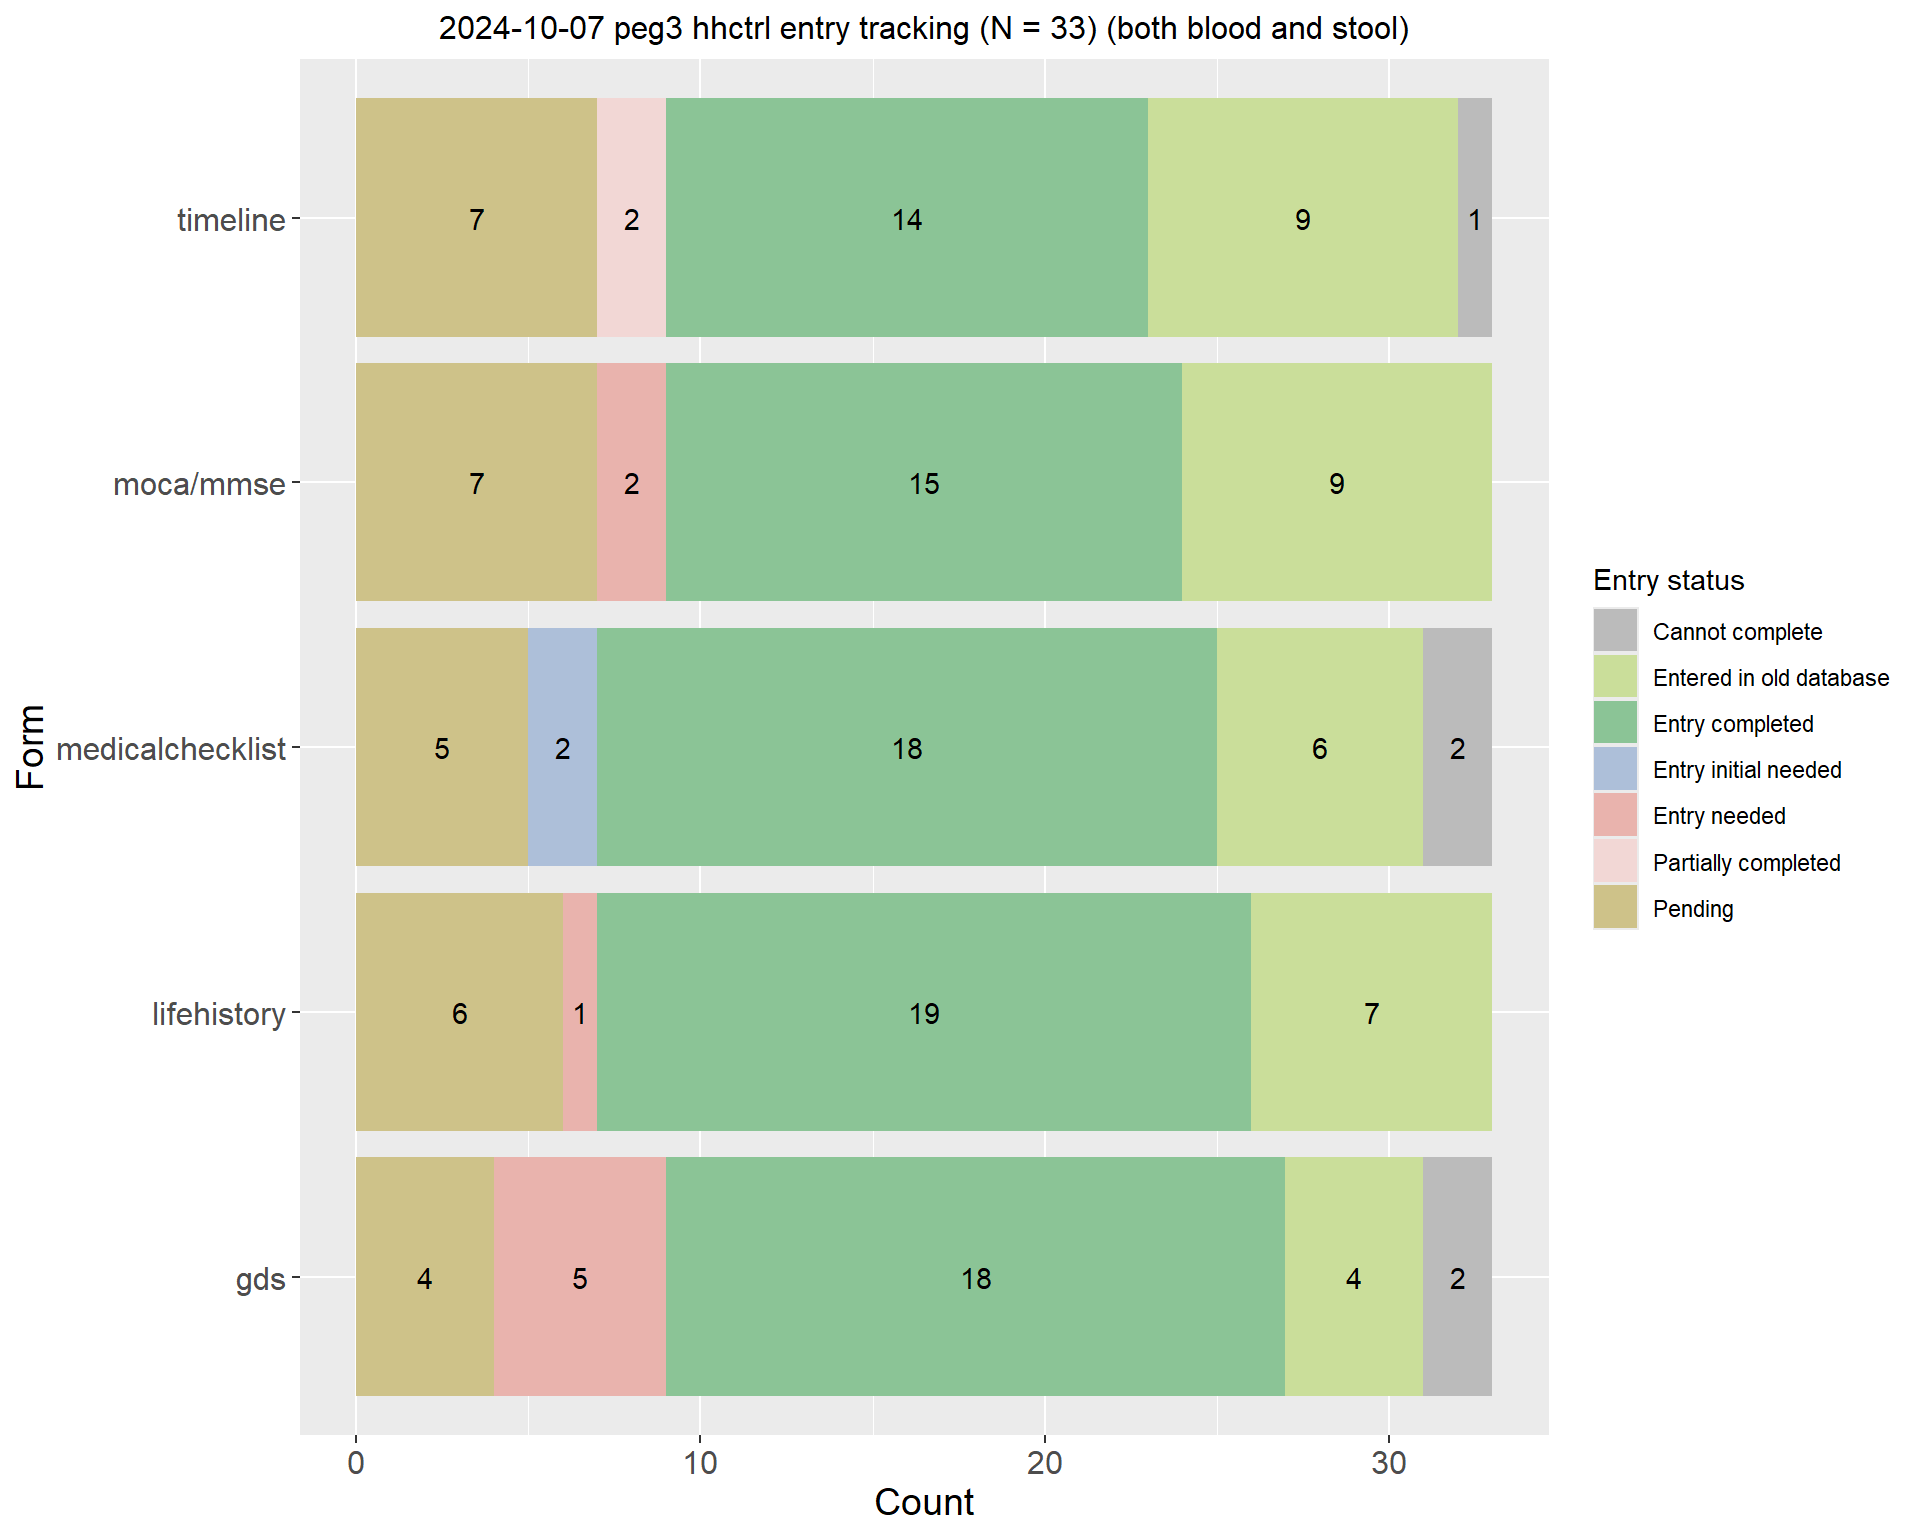 2024-10-07 peg3 hhctrl entry tracking (N = 33) (both blood and stool)
timeline
7 2 14 9 1
moca/mmse
7 2 15 9
medicalchecklist
5 2 18 6 2
lifehistory
6 1 19 7
gds
4 5 18 4 2
Form
0 10 20 30
Count
Entry status
Cannot complete
Entered in old database
Entry completed
Entry initial needed
Entry needed
Partially completed
Pending